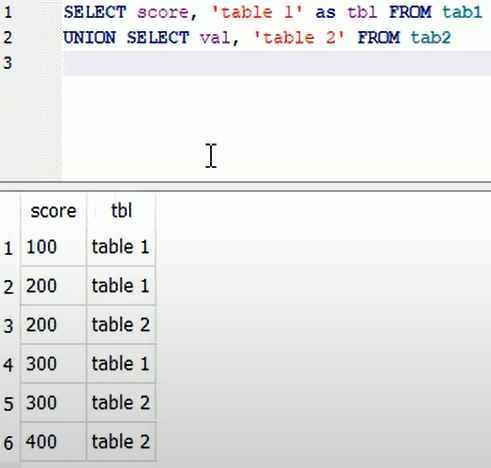 1 SELECT score, 'table 1' as tbl FROM tab1
2 UNION SELECT val, 'table 2' FROM tab2
3
score tbl
1 100 table 1
2 200 table 1
3 200 table 2
4 300 table 1
5 300 table 2
6 400 table 2